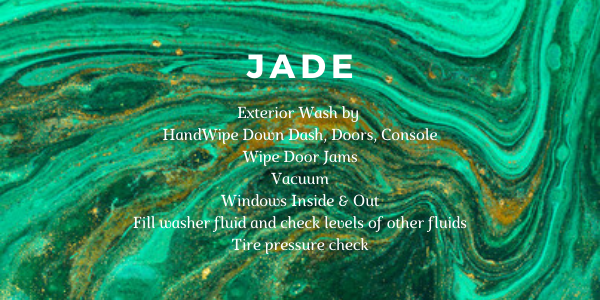 JADE
Exterior Wash by
HandWipe Down Dash, Doors, Console
Wipe Door Jams
Vacuum
Windows Inside & Out
Fill washer fluid and check levels of other fluids
Tire pressure check